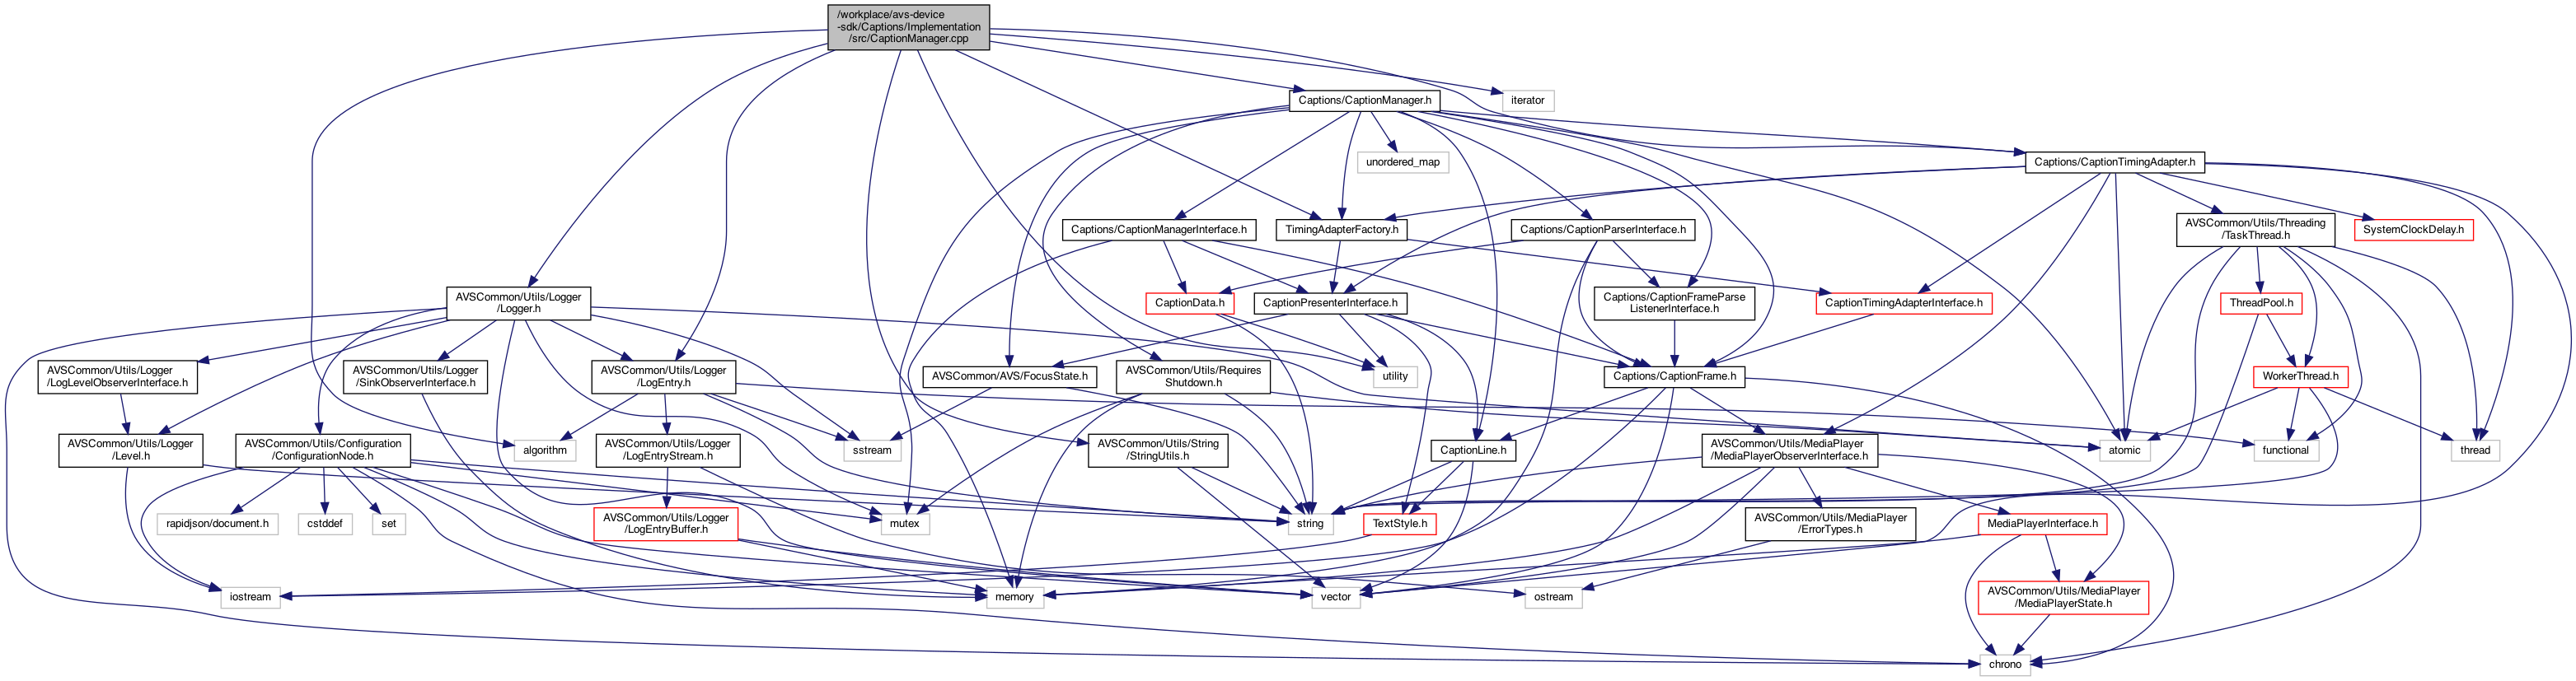 /workplace/avs-device
-sdk/Captions/Implementation
/src/CaptionManager.cpp
Captions/CaptionManager.h
iterator
unordered_map
Captions/CaptionTimingAdapter.h
Captions/CaptionManagerInterface.h
TimingAdapterFactory.h
Captions/CaptionParserInterface.h
AVSCommon/Utils/Threading
/TaskThread.h
SystemClockDelay.h
AVSCommon/Utils/Logger
/Logger.h
CaptionData.h
CaptionPresenterInterface.h
Captions/CaptionFrameParse
ListenerInterface.h
CaptionTimingAdapterInterface.h
ThreadPool.h
AVSCommon/Utils/Logger
/LogLevelObserverInterface.h
AVSCommon/Utils/Logger
/SinkObserverInterface.h
AVSCommon/Utils/Logger
/LogEntry.h
AVSCommon/AVS/FocusState.h
AVSCommon/Utils/Requires
Shutdown.h
utility
Captions/CaptionFrame.h
WorkerThread.h
AVSCommon/Utils/Logger
/Level.h
AVSCommon/Utils/Configuration
/ConfigurationNode.h
algorithm
AVSCommon/Utils/Logger
/LogEntryStream.h
sstream
AVSCommon/Utils/String
/StringUtils.h
CaptionLine.h
AVSCommon/Utils/MediaPlayer
/MediaPlayerObserverInterface.h
atomic
functional
thread
rapidjson/document.h
cstddef
set
AVSCommon/Utils/Logger
/LogEntryBuffer.h
mutex
string
TextStyle.h
AVSCommon/Utils/MediaPlayer
/ErrorTypes.h
MediaPlayerInterface.h
iostream
memory
vector
ostream
AVSCommon/Utils/MediaPlayer
/MediaPlayerState.h
chrono